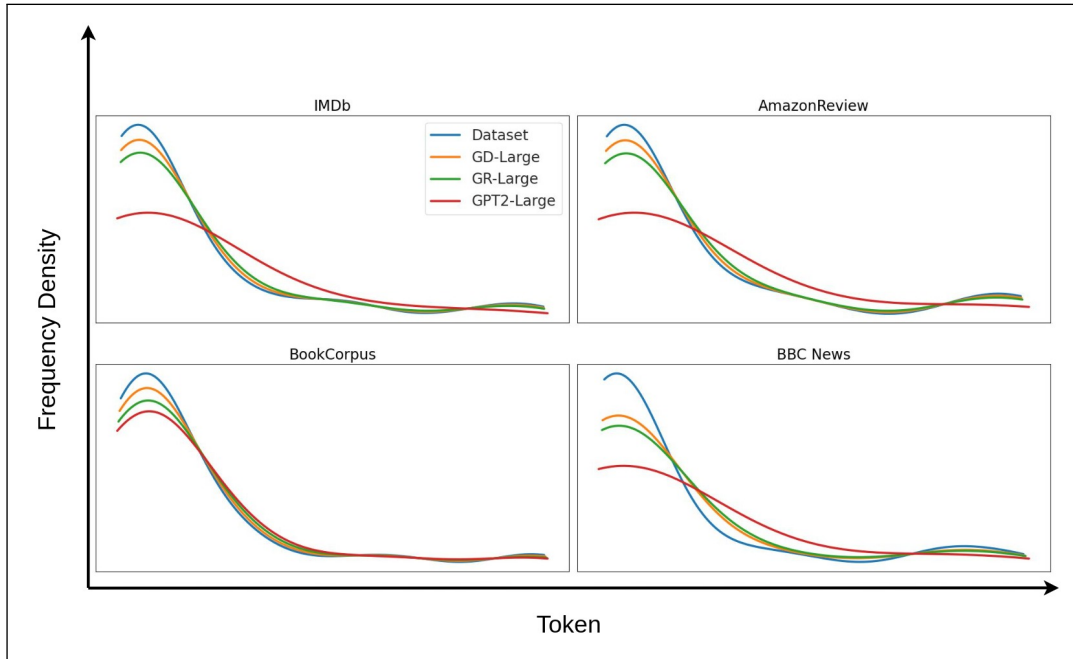 IMDb
AmazonReview
Dataset
GD-Large
GR-Large
GPT2-Large
Frequency Density
BookCorpus
BBC News
Token